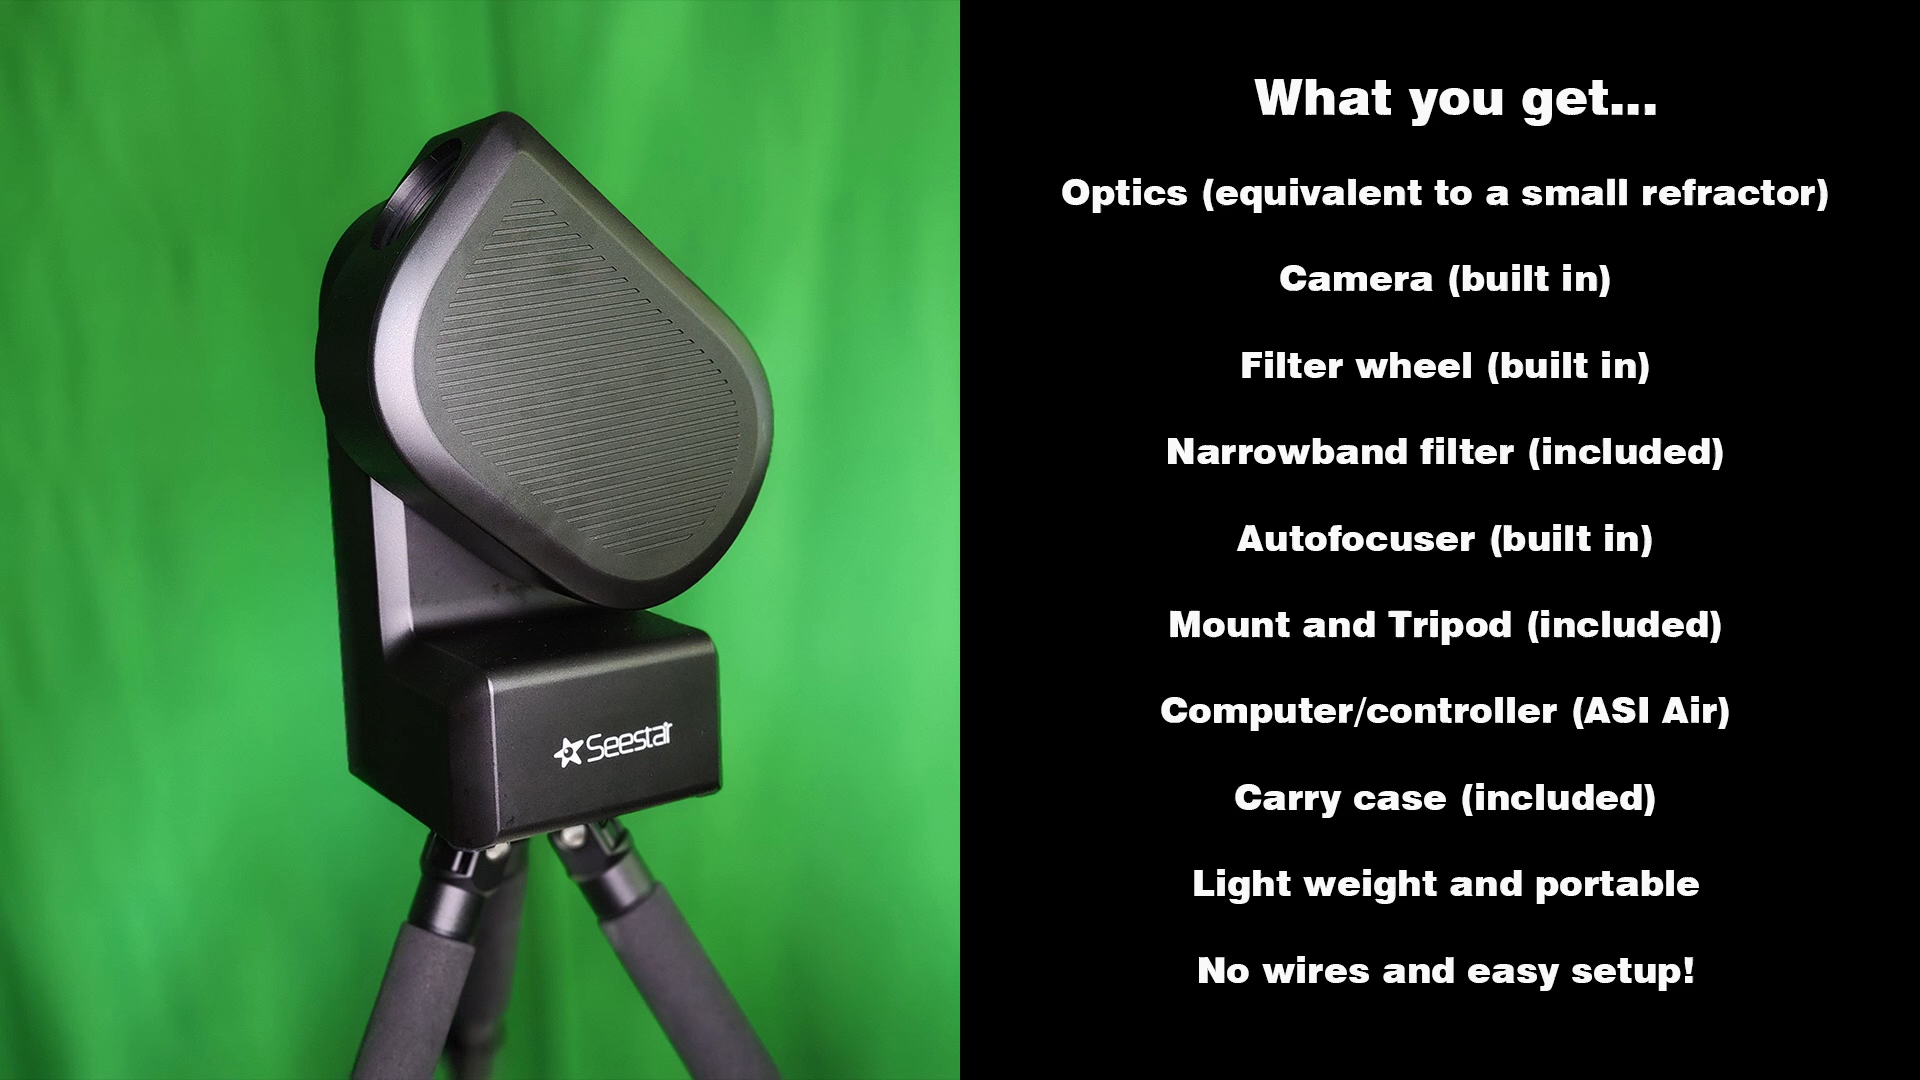 What you get...
Optics (equivalent to a small refractor)
Camera (built in)
Filter wheel (built in)
Narrowband filter (included)
Autofocuser (built in)
Mount and Tripod (included)
Computer/controller (ASI Air)
Carry case (included)
Light weight and portable
No wires and easy setup!
Seestar